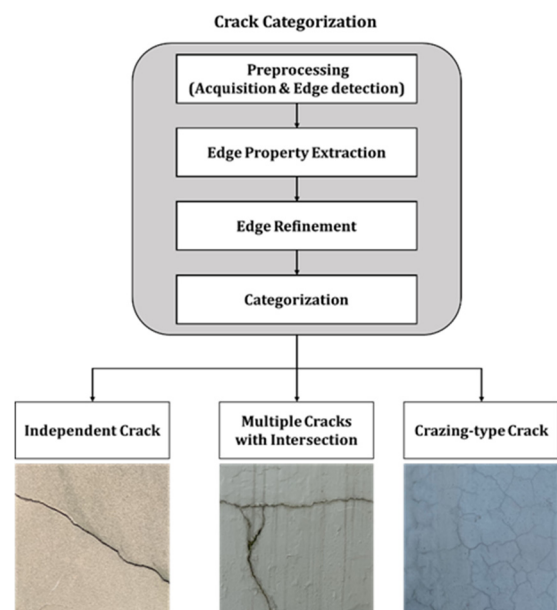 Crack Categorization
Preprocessing
(Acquisition & Edge detection)
Edge Property Extraction
Edge Refinement
Categorization
Independent Crack
Multiple Cracks
with Intersection
Crazing-type Crack